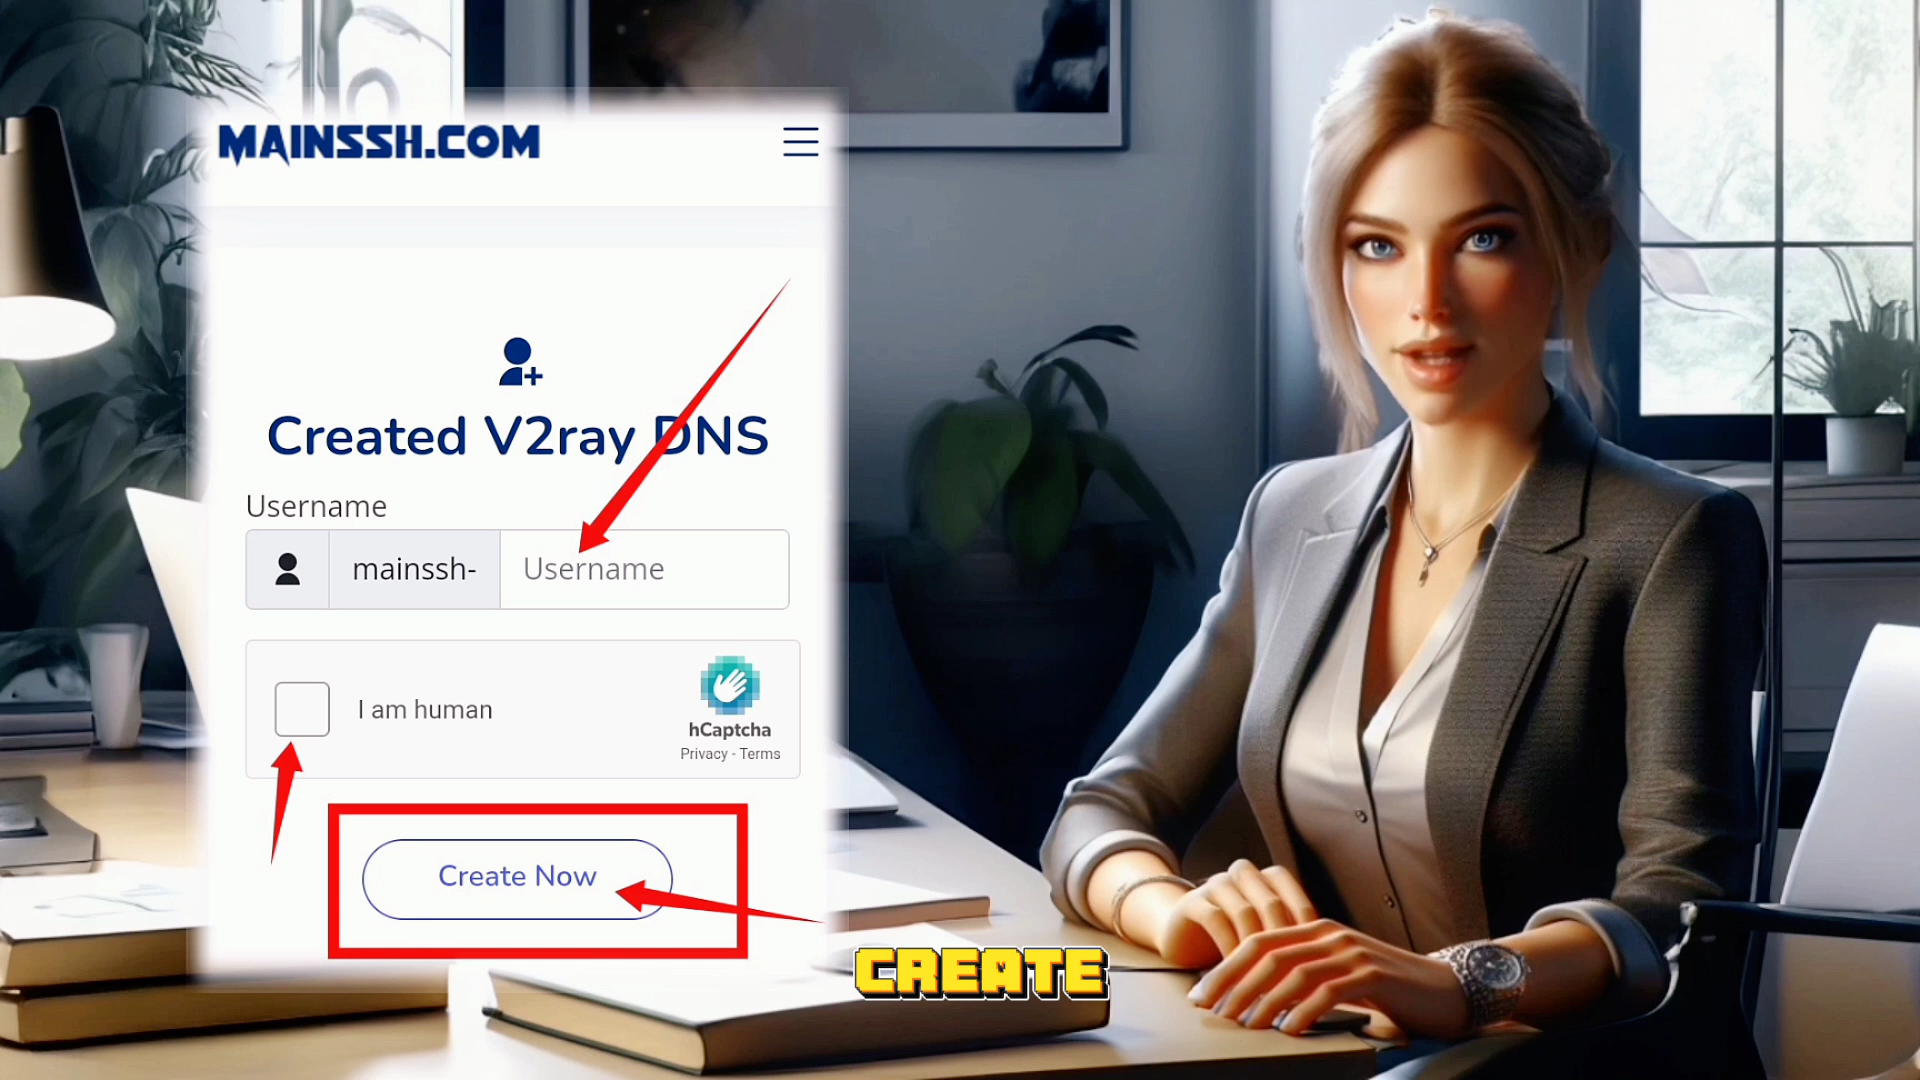 MAINSSH.COM
Created V2ray DNS
Username
mainssh- Username
I am human
hCaptcha
Privacy - Terms
Create Now
CREATE